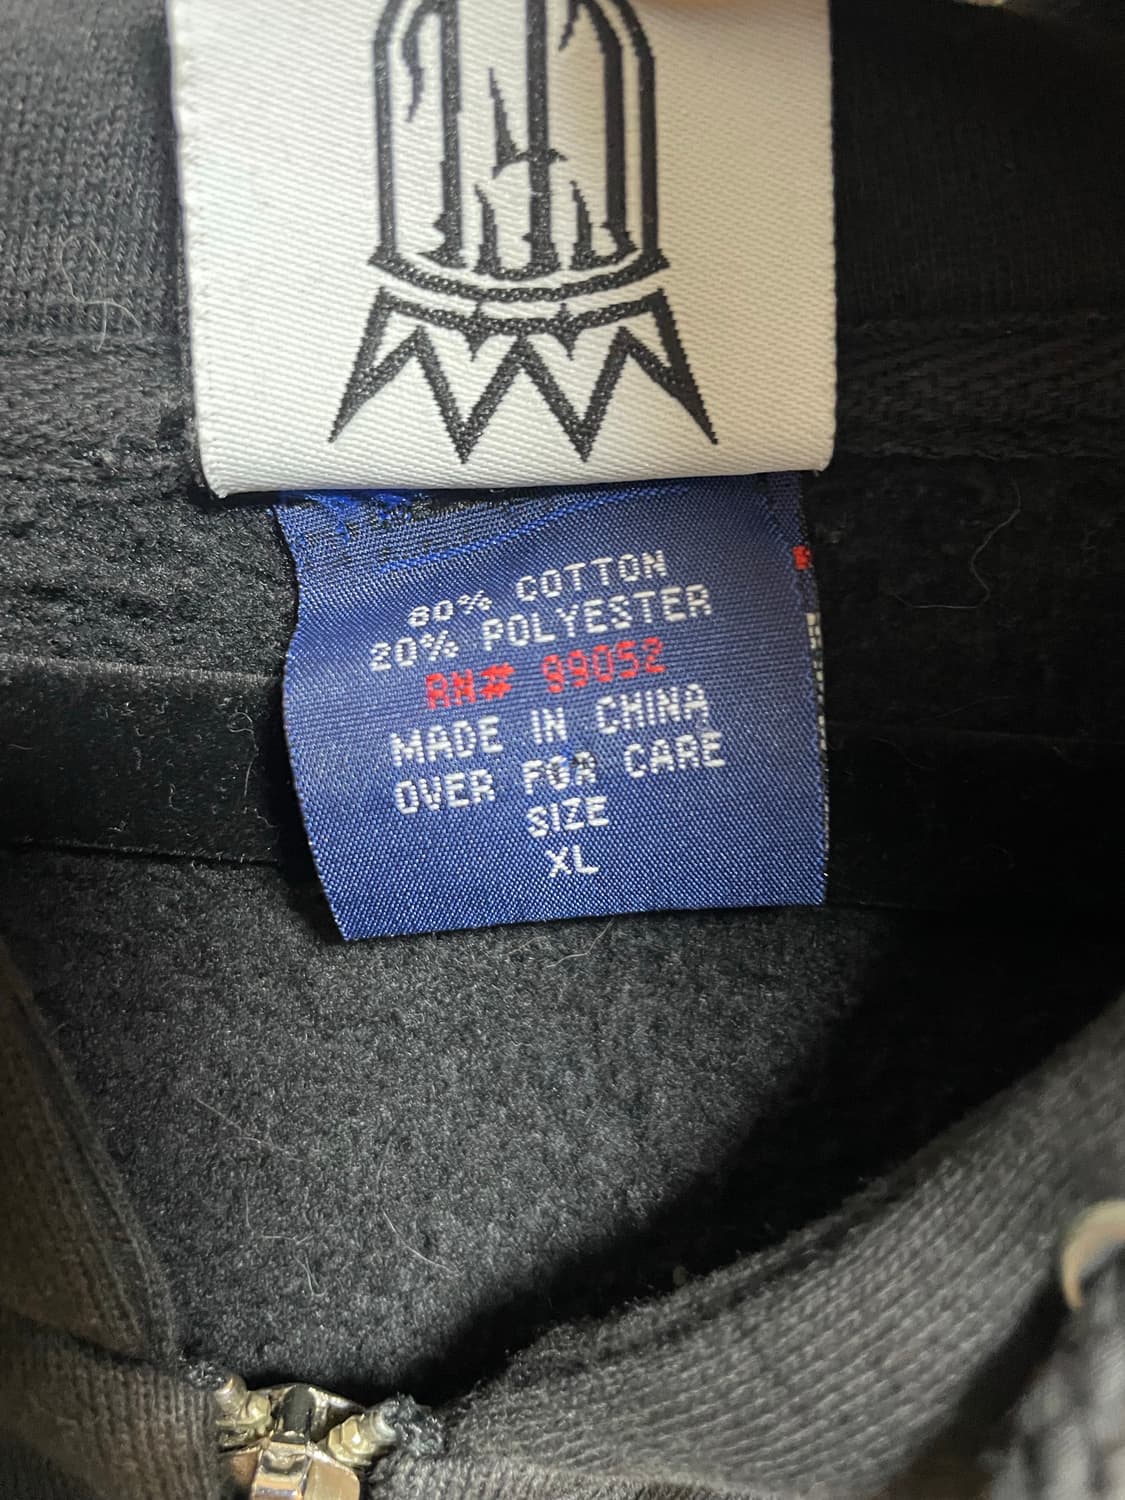 80% COTTON
20% POLYESTER
RN# 99052
MADE IN CHINA
OVER FOR CARE
SIZE
XL